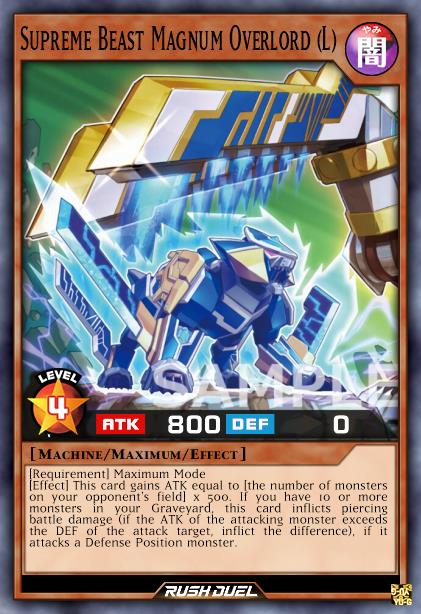 SUPREME BEAST MAGNUM OVERLORD (L)
やみ
闇
SAMPLE
LEVEL
4
ATK 800 DEF 0
[MACHINE/MAXIMUM/EFFECT]
[Requirement] Maximum Mode
[Effect] This card gains ATK equal to [the number of monsters
on your opponent's field] x 500. If you have 10 or more
monsters in your Graveyard, this card inflicts piercing
battle damage (if the ATK of the attacking monster exceeds
the DEF of the attack target, inflict the difference), if it
attacks a Defense Position monster.
RUSH DUEL